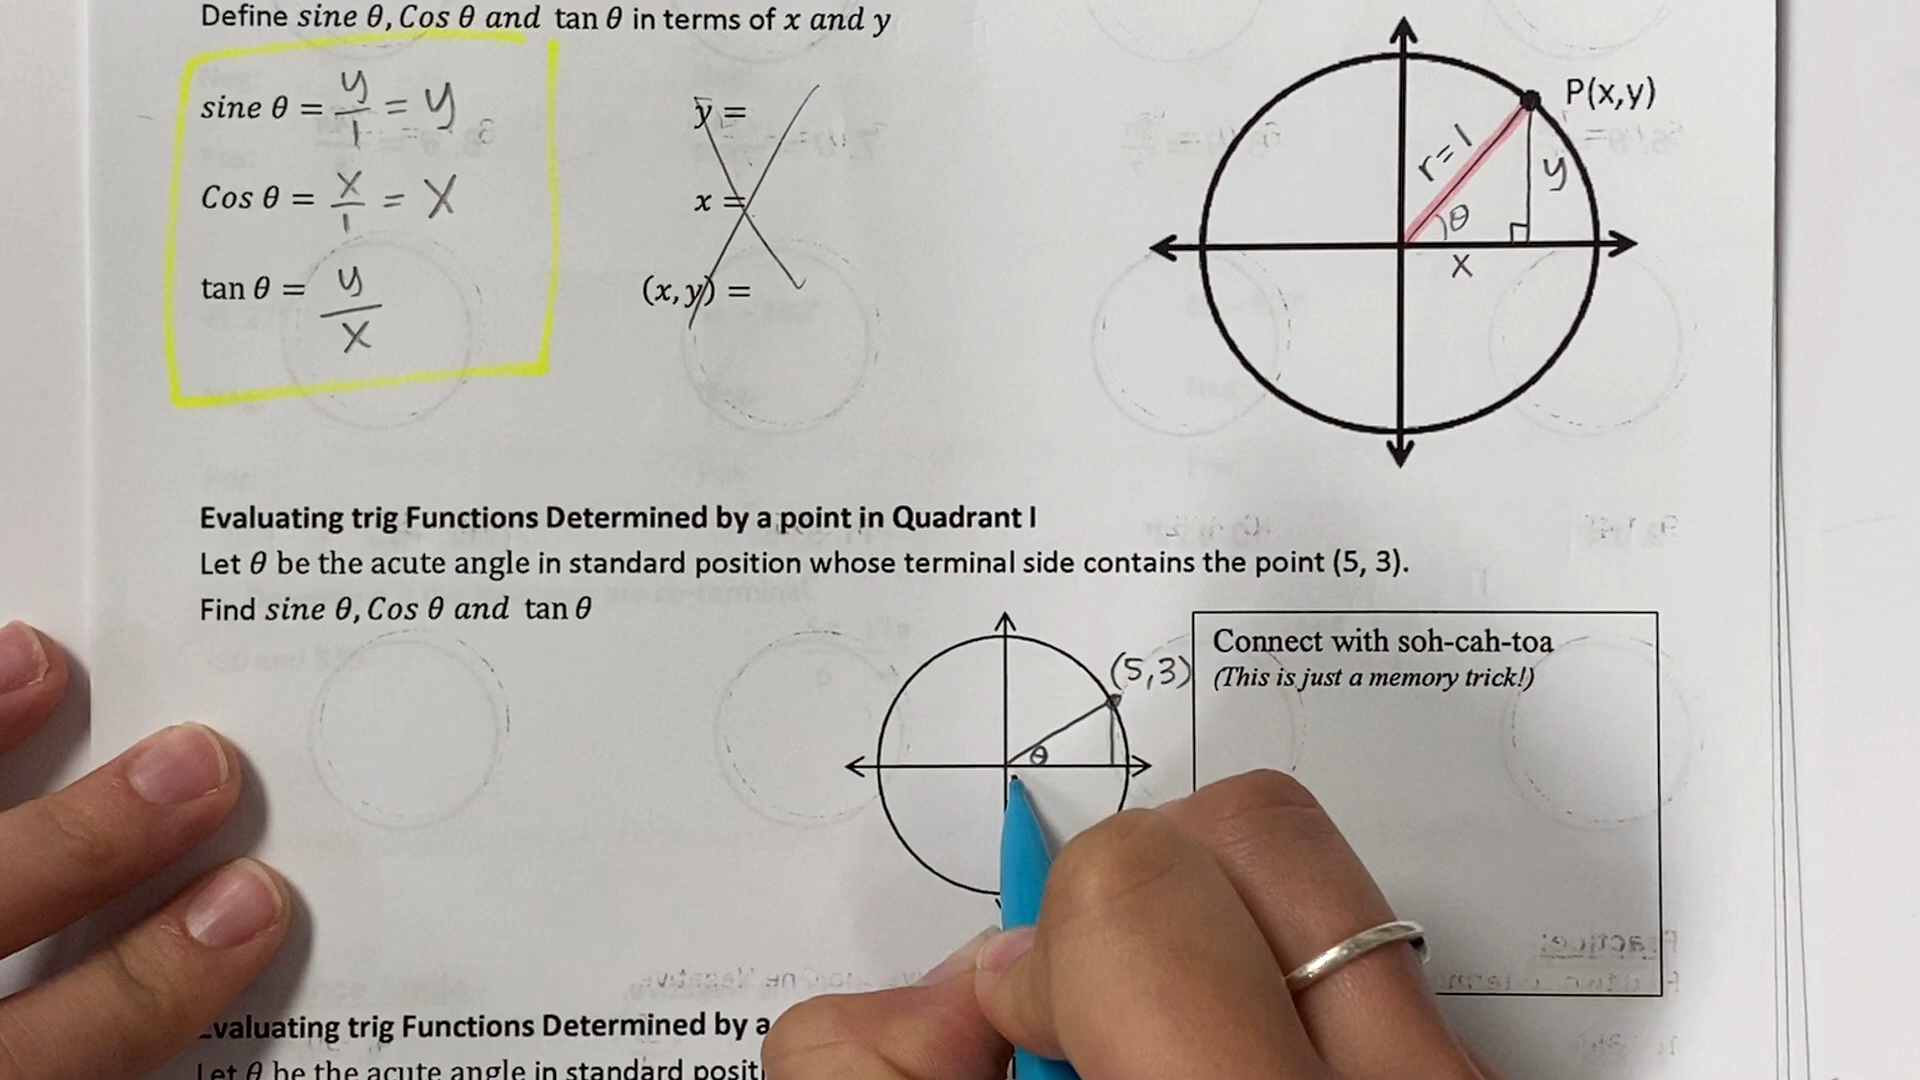 Define sine θ, Cos θ and tan θ in terms of x and y
sine θ = y/1 = y
Cos θ = x/1 = x
tan θ = y/x
y =
x =
(x, y) =
P(x,y)
r=1
y
θ
x
Evaluating trig Functions Determined by a point in Quadrant I
Let θ be the acute angle in standard position whose terminal side contains the point (5, 3).
Find sine θ, Cos θ and tan θ
(5,3)
θ
Connect with soh-cah-toa
(This is just a memory trick!)
Evaluating trig Functions Determined by a
Let θ be the acute angle in standard